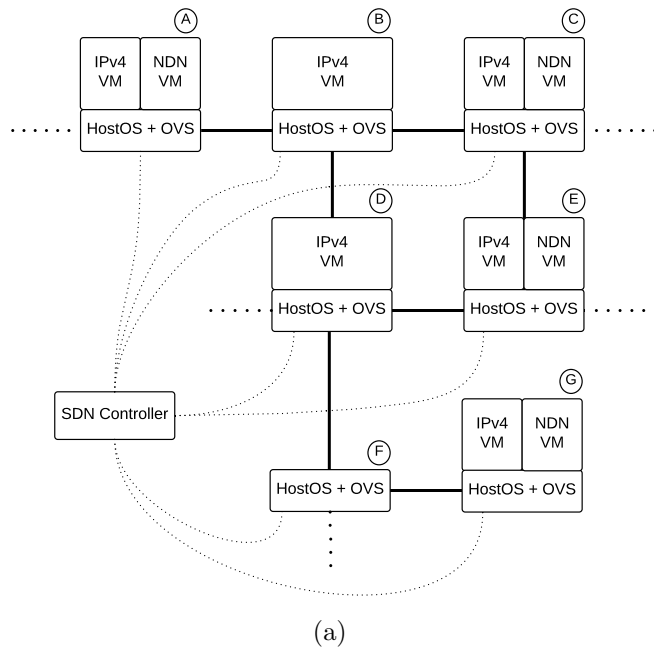 A
B
C
IPv4 VM
NDN VM
IPv4 VM
IPv4 VM
NDN VM
HostOS + OVS
HostOS + OVS
HostOS + OVS
D
E
IPv4 VM
IPv4 VM
NDN VM
HostOS + OVS
HostOS + OVS
G
SDN Controller
IPv4 VM
NDN VM
F
HostOS + OVS
HostOS + OVS
(a)